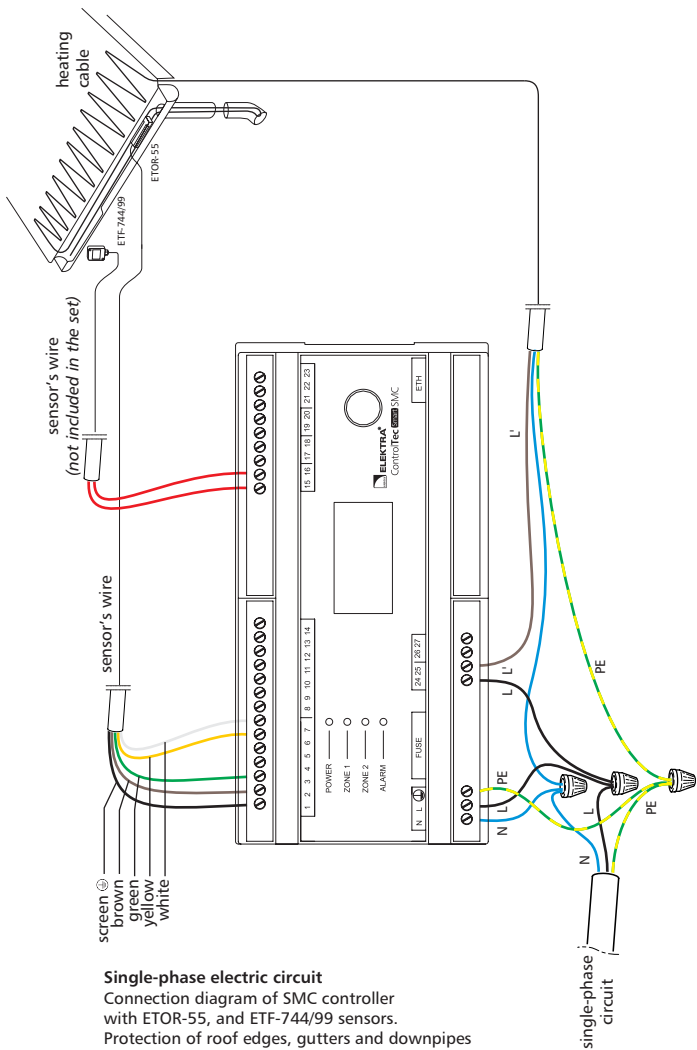 heating
cable
ETOR-55
ETF-744/99
sensor's wire
(not included in the set)
sensor's wire
screen
brown
green
yellow
white
1 2 3 4 5 6 7 8 9 10 11 12 13 14
15 16 17 18 19 20 21 22 23
POWER
ZONE 1
ZONE 2
ALARM
ELEKTRA®
ControlTec Smart SMC
N L
FUSE
24 25 26 27
ETH
N
L
PE
L
L'
L'
PE
N
L
PE
single-phase
circuit
Single-phase electric circuit
Connection diagram of SMC controller
with ETOR-55, and ETF-744/99 sensors.
Protection of roof edges, gutters and downpipes